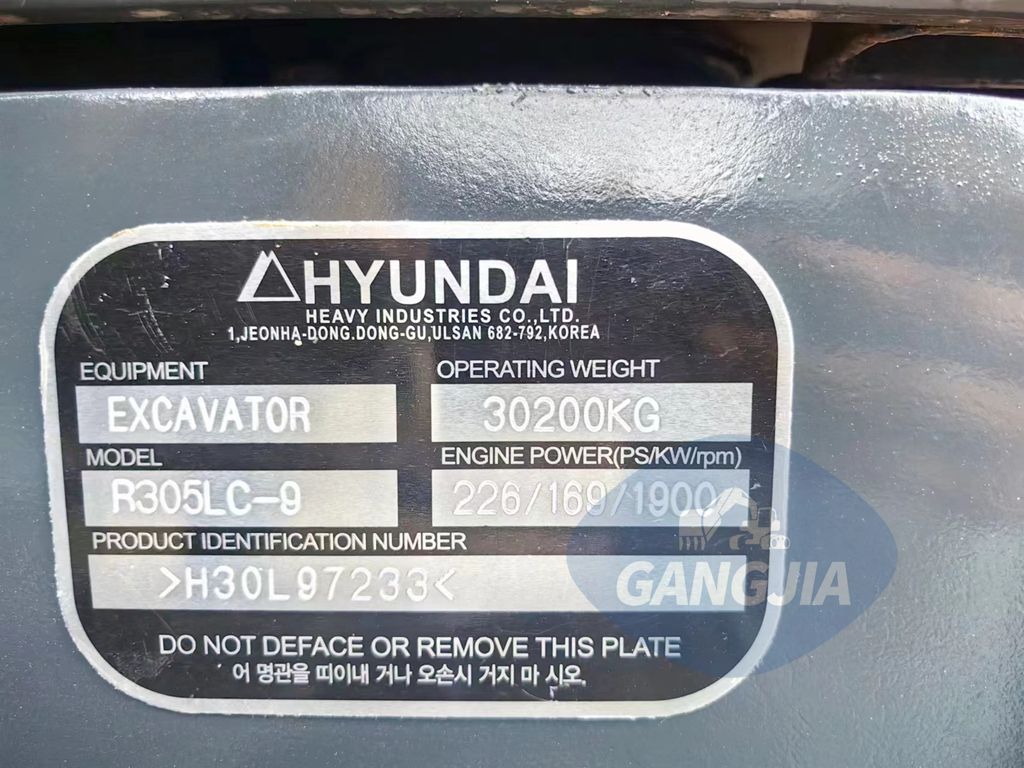 HYUNDAI
HEAVY INDUSTRIES CO.,LTD.
1,JEONHA-DONG.DONG-GU,ULSAN 682-792,KOREA
EQUIPMENT
OPERATING WEIGHT
EXCAVATOR
30200KG
MODEL
ENGINE POWER(PS/KW/rpm)
R305LC-9
226/169/1900
PRODUCT IDENTIFICATION NUMBER
>H30L97233<
GANGJIA
DO NOT DEFACE OR REMOVE THIS PLATE
어 명관을 띠이내 거나 오손시 거지 마 시오.